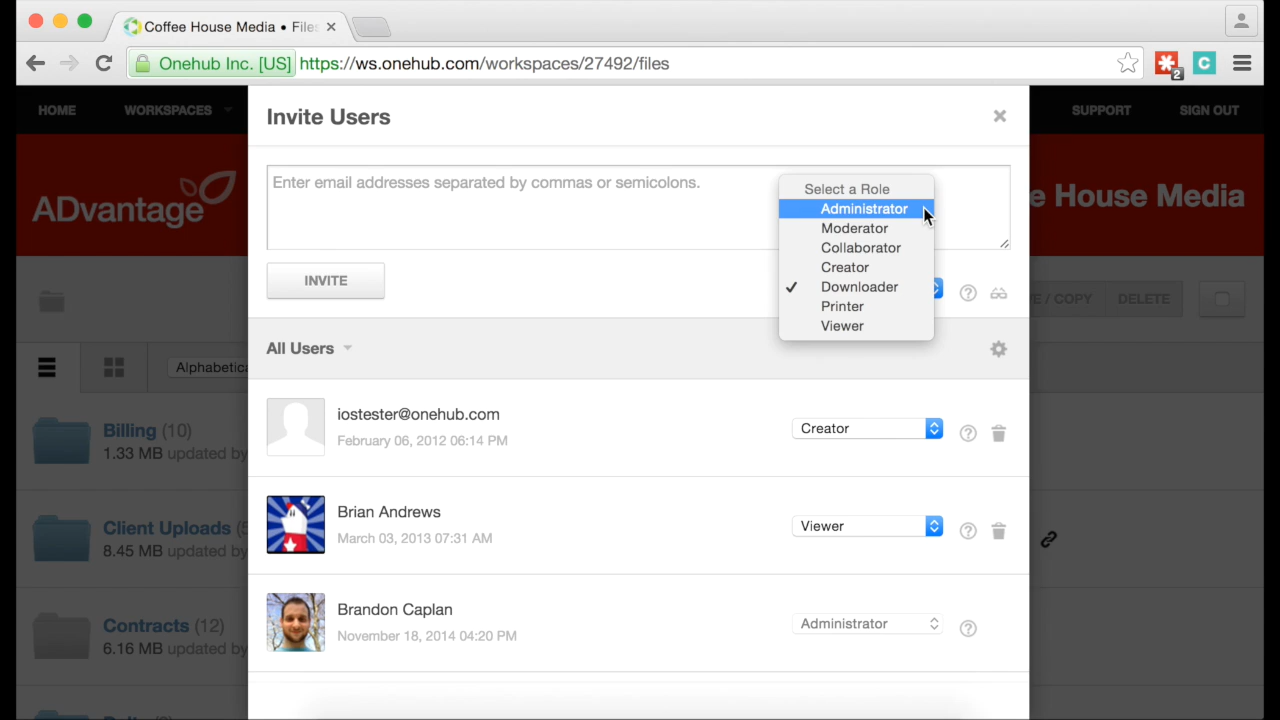 Coffee House Media • Files
Onehub Inc. [US] https://ws.onehub.com/workspaces/27492/files
2
C
HOME WORKSPACES SUPPORT SIGN OUT
Invite Users
ADvantage
e House Media
Enter email addresses separated by commas or semicolons.
Select a Role
Administrator
Moderator
Collaborator
Creator
Downloader
Printer
Viewer
INVITE
E / COPY DELETE
All Users
Alphabetica
iostester@onehub.com
February 06, 2012 06:14 PM
Creator
Billing (10)
1.33 MB updated by
Brian Andrews
March 03, 2013 07:31 AM
Viewer
Client Uploads (
8.45 MB updated by
Brandon Caplan
November 18, 2014 04:20 PM
Administrator
Contracts (12)
6.16 MB updated by